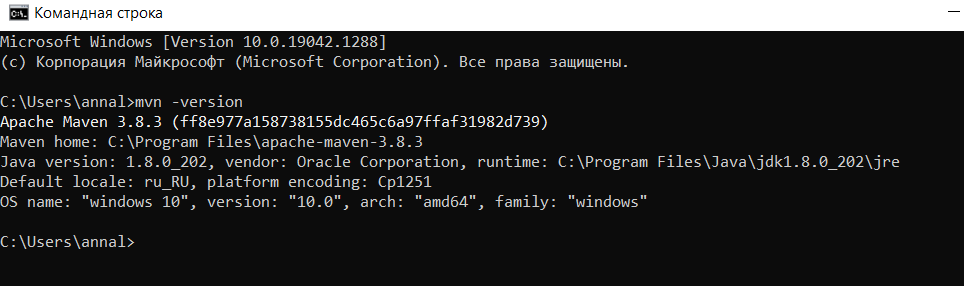 Командная строка
Microsoft Windows [Version 10.0.19042.1288]
(c) Корпорация Майкрософт (Microsoft Corporation). Все права защищены.
C:\Users\annal>mvn -version
Apache Maven 3.8.3 (ff8e977a158738155dc465c6a97ffaf31982d739)
Maven home: C:\Program Files\apache-maven-3.8.3
Java version: 1.8.0_202, vendor: Oracle Corporation, runtime: C:\Program Files\Java\jdk1.8.0_202\jre
Default locale: ru_RU, platform encoding: Cp1251
OS name: "windows 10", version: "10.0", arch: "amd64", family: "windows"
C:\Users\annal>